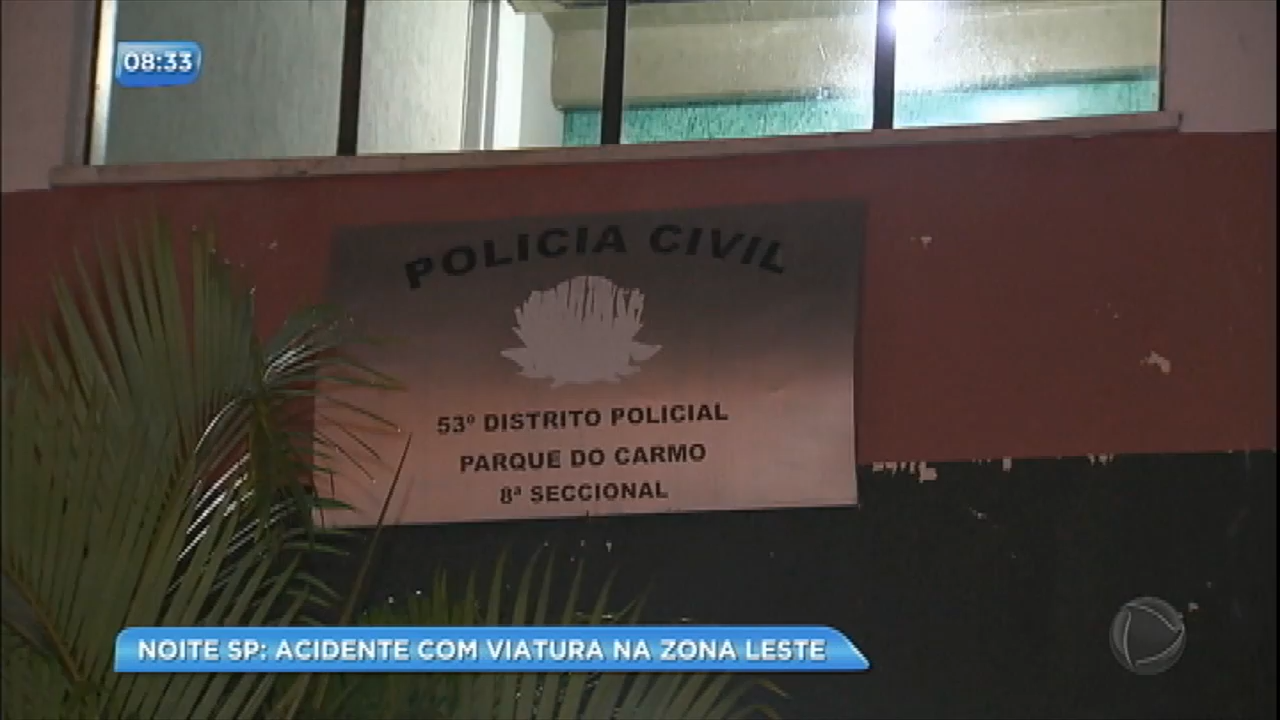 08:33
POLICIA CIVIL
53º DISTRITO POLICIAL
PARQUE DO CARMO
8ª SECCIONAL
NOITE SP: ACIDENTE COM VIATURA NA ZONA LESTE